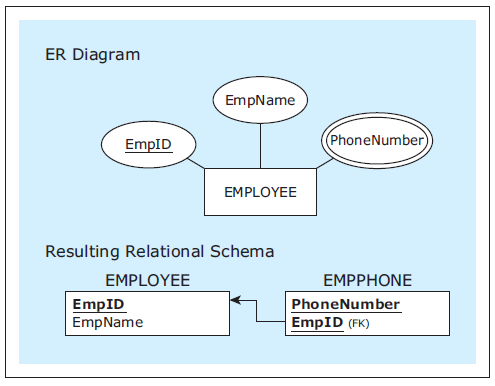 ER Diagram
EmpName
EmpID
PhoneNumber
EMPLOYEE
Resulting Relational Schema
EMPLOYEE
EmpID
EmpName
EMPPHONE
PhoneNumber
EmpID (FK)